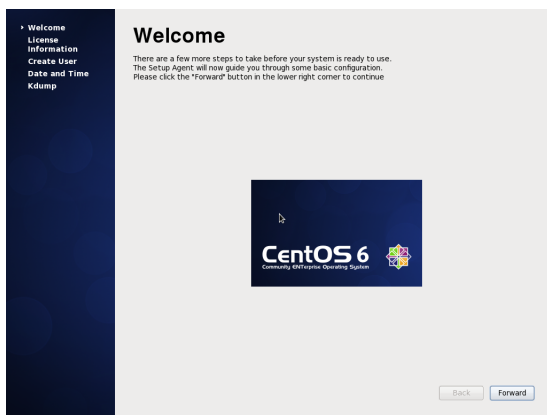 Welcome
License
Information
Create User
Date and Time
Kdump
Welcome
There are a few more steps to take before your system is ready to use.
The Setup Agent will now guide you through some basic configuration.
Please click the "Forward" button in the lower right corner to continue
CentOS 6
Community ENTerprise Operating System
Back
Forward